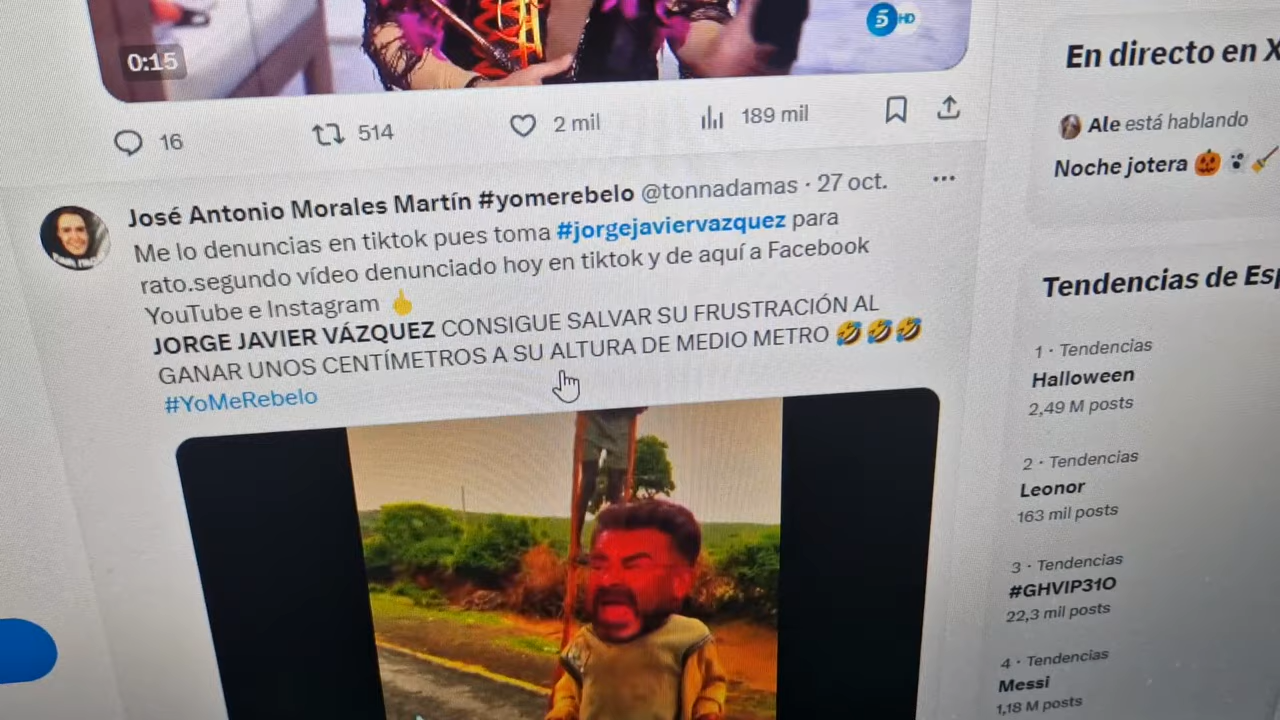 5 HD
0:15
16 514 2 mil 189 mil
José Antonio Morales Martín #yomerebelo @tonnadamas · 27 oct.
Me lo denuncias en tiktok pues toma #jorgejaviervazquez para
rato.segundo vídeo denunciado hoy en tiktok y de aquí a Facebook
YouTube e Instagram
JORGE JAVIER VÁZQUEZ CONSIGUE SALVAR SU FRUSTRACIÓN AL
GANAR UNOS CENTÍMETROS A SU ALTURA DE MEDIO METRO 🤣🤣🤣
#YoMeRebelo
En directo en X
Ale está hablando
Noche jotera
Tendencias de Esp
1 · Tendencias
Halloween
2,49 M posts
2 · Tendencias
Leonor
163 mil posts
3 · Tendencias
#GHVIP31O
22,3 mil posts
4 · Tendencias
Messi
1,18 M posts